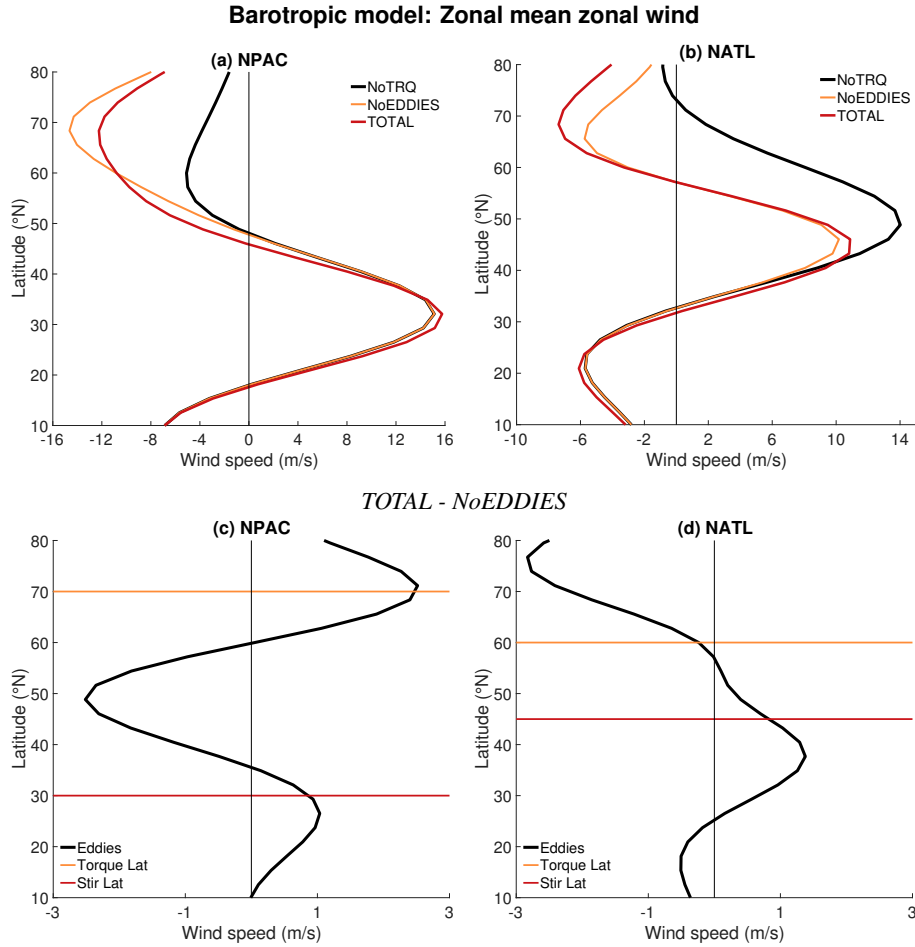 Barotropic model: Zonal mean zonal wind
(a) NPAC
80
70
60
50
40
30
20
10
Latitude (°N)
NoTRQ
NoEDDIES
TOTAL
-16 -12 -8 -4 0 4 8 12 16
Wind speed (m/s)
(b) NATL
80
70
60
50
40
30
20
10
Latitude (°N)
NoTRQ
NoEDDIES
TOTAL
-10 -6 -2 2 6 10 14
Wind speed (m/s)
TOTAL - NoEDDIES
(c) NPAC
80
70
60
50
40
30
20
10
Latitude (°N)
Eddies
Torque Lat
Stir Lat
-3 -1 1 3
Wind speed (m/s)
(d) NATL
80
70
60
50
40
30
20
10
Latitude (°N)
Eddies
Torque Lat
Stir Lat
-3 -1 1 3
Wind speed (m/s)